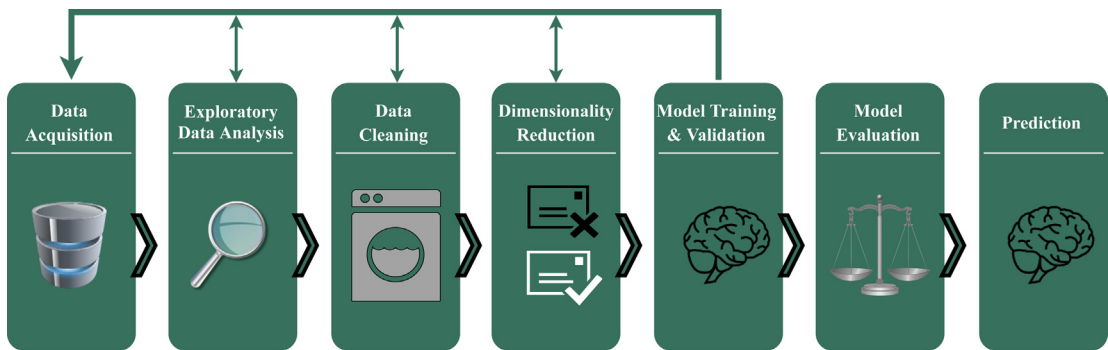 Data
Acquisition
Exploratory
Data Analysis
Data
Cleaning
Dimensionality
Reduction
Model Training
& Validation
Model
Evaluation
Prediction